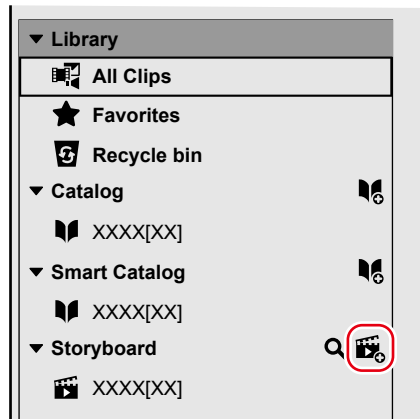 Library
All Clips
Favorites
Recycle bin
Catalog
XXXX[XX]
Smart Catalog
XXXX[XX]
Storyboard
XXXX[XX]